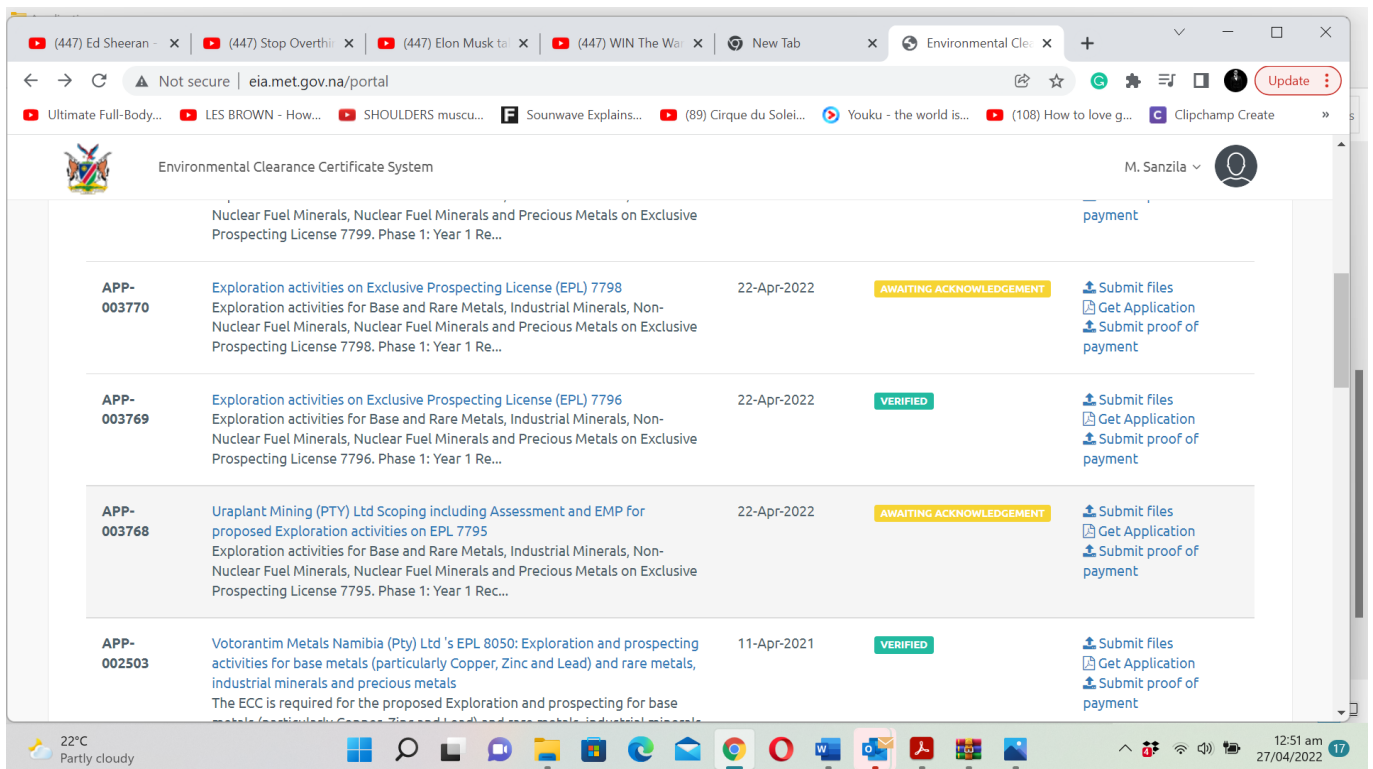 (447) Ed Sheeran -
(447) Stop Overthi
(447) Elon Musk ta
(447) WIN The Wa
New Tab
Environmental Cle
Not secure | eia.met.gov.na/portal
Update
Ultimate Full-Body...
LES BROWN - How...
SHOULDERS muscu...
Sounwave Explains...
(89) Cirque du Solei...
Youku - the world is...
(108) How to love g...
Clipchamp Create
»
Environmental Clearance Certificate System
M. Sanzila
Nuclear Fuel Minerals, Nuclear Fuel Minerals and Precious Metals on Exclusive
Prospecting License 7799. Phase 1: Year 1 Re...
payment
APP-
003770
Exploration activities on Exclusive Prospecting License (EPL) 7798
Exploration activities for Base and Rare Metals, Industrial Minerals, Non-
Nuclear Fuel Minerals, Nuclear Fuel Minerals and Precious Metals on Exclusive
Prospecting License 7798. Phase 1: Year 1 Re...
22-Apr-2022
AWAITING ACKNOWLEDGEMENT
Submit files
Get Application
Submit proof of
payment
APP-
003769
Exploration activities on Exclusive Prospecting License (EPL) 7796
Exploration activities for Base and Rare Metals, Industrial Minerals, Non-
Nuclear Fuel Minerals, Nuclear Fuel Minerals and Precious Metals on Exclusive
Prospecting License 7796. Phase 1: Year 1 Re...
22-Apr-2022
VERIFIED
Submit files
Get Application
Submit proof of
payment
APP-
003768
Uraplant Mining (PTY) Ltd Scoping including Assessment and EMP for
proposed Exploration activities on EPL 7795
Exploration activities for Base and Rare Metals, Industrial Minerals, Non-
Nuclear Fuel Minerals, Nuclear Fuel Minerals and Precious Metals on Exclusive
Prospecting License 7795. Phase 1: Year 1 Rec...
22-Apr-2022
AWAITING ACKNOWLEDGEMENT
Submit files
Get Application
Submit proof of
payment
APP-
002503
Votorantim Metals Namibia (Pty) Ltd 's EPL 8050: Exploration and prospecting
activities for base metals (particularly Copper, Zinc and Lead) and rare metals,
industrial minerals and precious metals
The ECC is required for the proposed Exploration and prospecting for base
metals (particularly Copper, Zinc and Lead) and rare metals, industrial minerals
11-Apr-2021
VERIFIED
Submit files
Get Application
Submit proof of
payment
22°C
Partly cloudy
12:51 am
27/04/2022
17